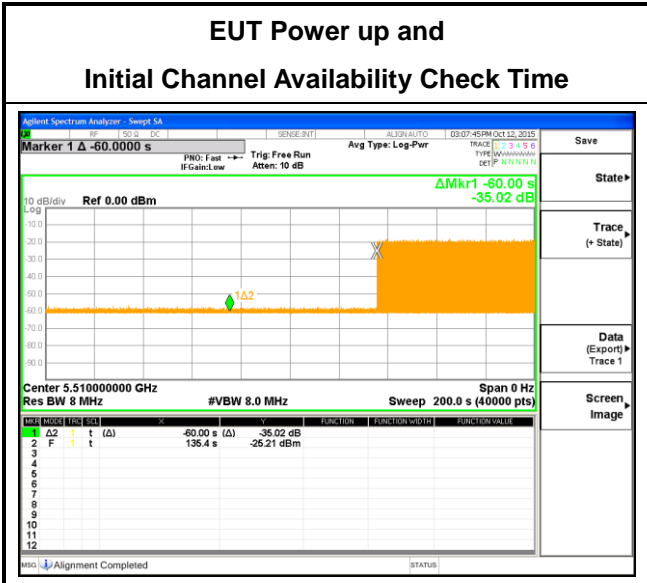 EUT Power up and
Initial Channel Availability Check Time
Agilent Spectrum Analyzer - Swept SA
RF 50 Ω DC SENSE:INT ALIGN AUTO 03:07:45 PM Oct 12, 2015
Marker 1 Δ -60.0000 s Avg Type: Log-Pwr TRACE 1 2 3 4 5 6
PNO: Fast Trig: Free Run TYPE
IFGain:Low Atten: 10 dB DET P N N N N N
ΔMkr1 -60.00 s
-35.02 dB
10 dB/div Ref 0.00 dBm
Log
-10.0
-20.0
-30.0
-40.0
1Δ2
-50.0
-60.0
-70.0
-80.0
-90.0
Center 5.510000000 GHz Span 0 Hz
Res BW 8 MHz #VBW 8.0 MHz Sweep 200.0 s (40000 pts)
MKR MODE TRC SCL X Y FUNCTION FUNCTION WIDTH FUNCTION VALUE
1 Δ2 1 t (Δ) -60.00 s (Δ) -35.02 dB
2 F 1 t 135.4 s -25.21 dBm
3
4
5
6
7
8
9
10
11
12
MSG Alignment Completed STATUS
Save
State
Trace
(+ State)
Data
(Export)
Trace 1
Screen
Image